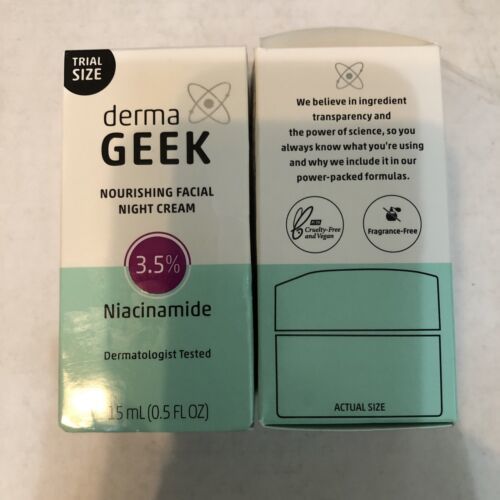 TRIAL
SIZE
derma
GEEK
NOURISHING FACIAL
NIGHT CREAM
3.5%
Niacinamide
Dermatologist Tested
15 mL (0.5 FL OZ)
We believe in ingredient
transparency and
the power of science, so you
always know what you're using
and why we include it in our
power-packed formulas.
PETA
Cruelty-Free
and Vegan
Fragrance-Free
ACTUAL SIZE